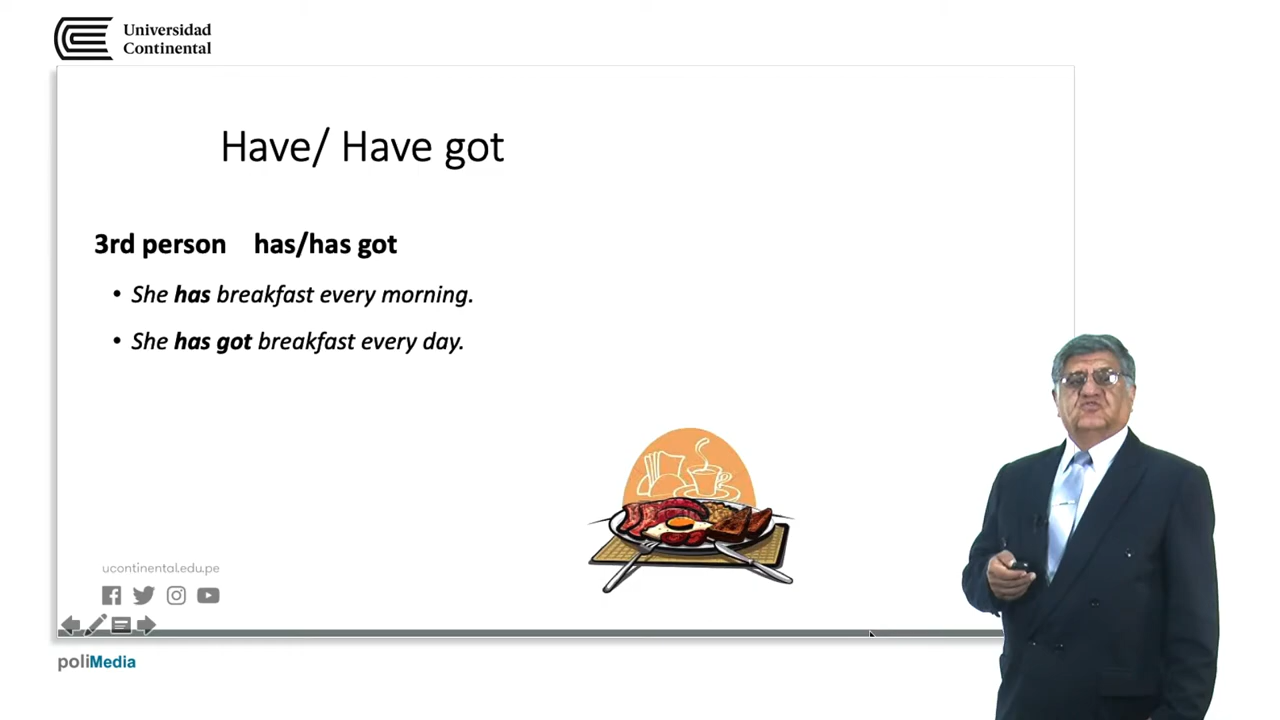 Universidad
Continental
Have/ Have got
3rd person has/has got
• She has breakfast every morning.
• She has got breakfast every day.
ucontinental.edu.pe
poliMedia